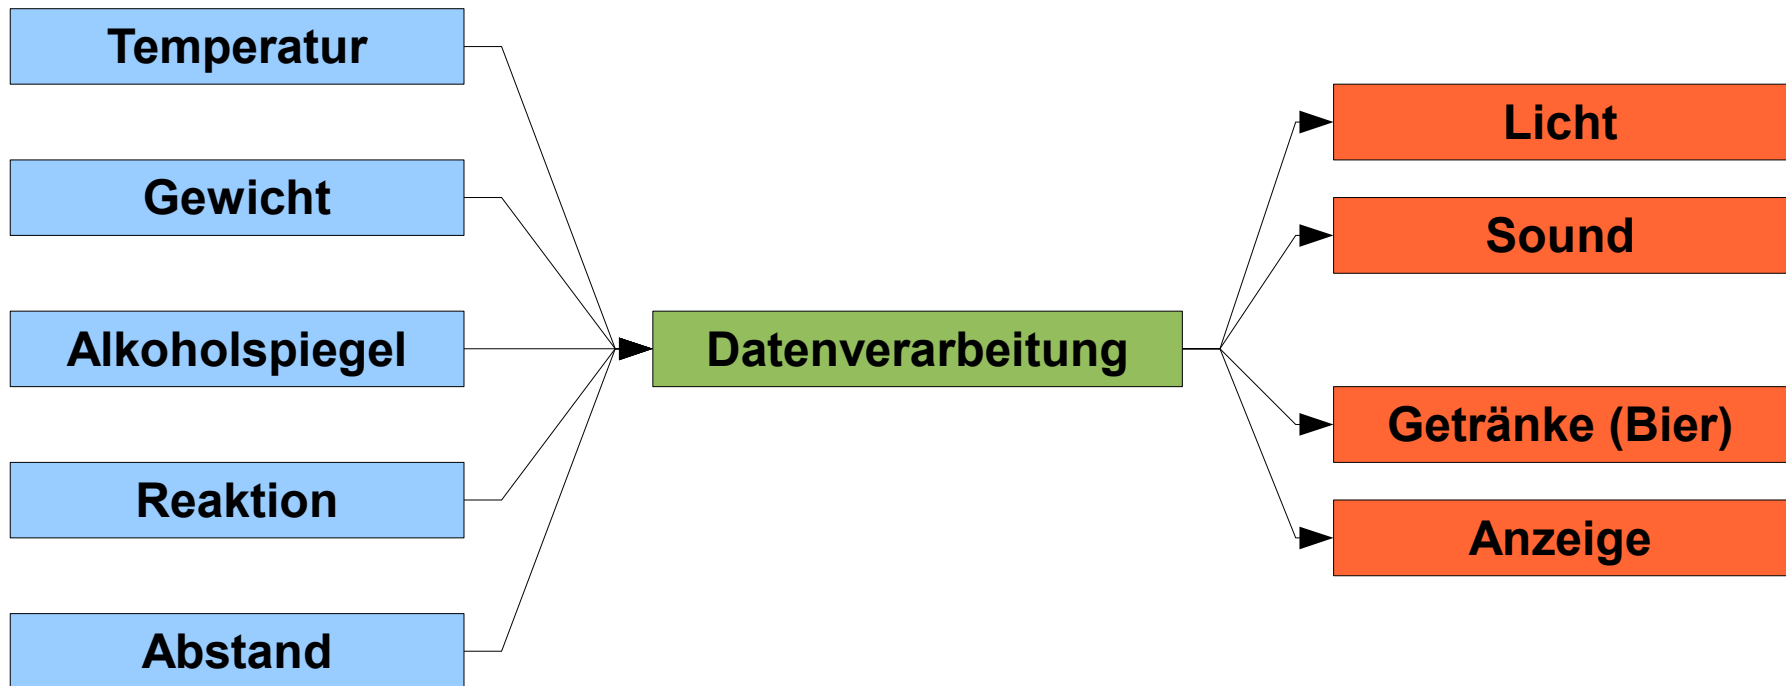 Temperatur
Gewicht
Alkoholspiegel
Reaktion
Abstand
Datenverarbeitung
Licht
Sound
Getränke (Bier)
Anzeige